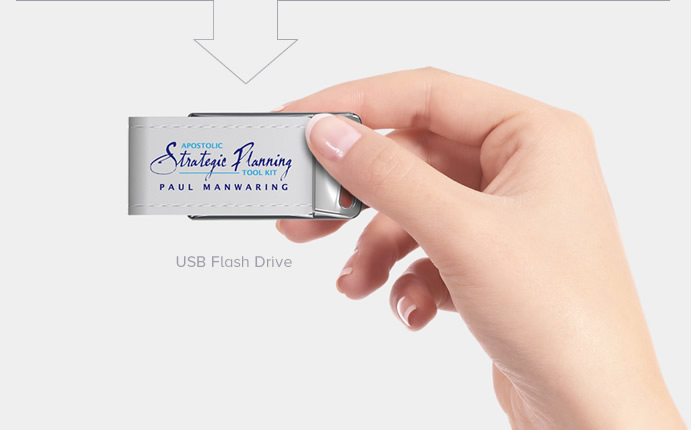 APOSTOLIC
Strategic Planning
TOOL KIT
PAUL MANWARING
USB Flash Drive